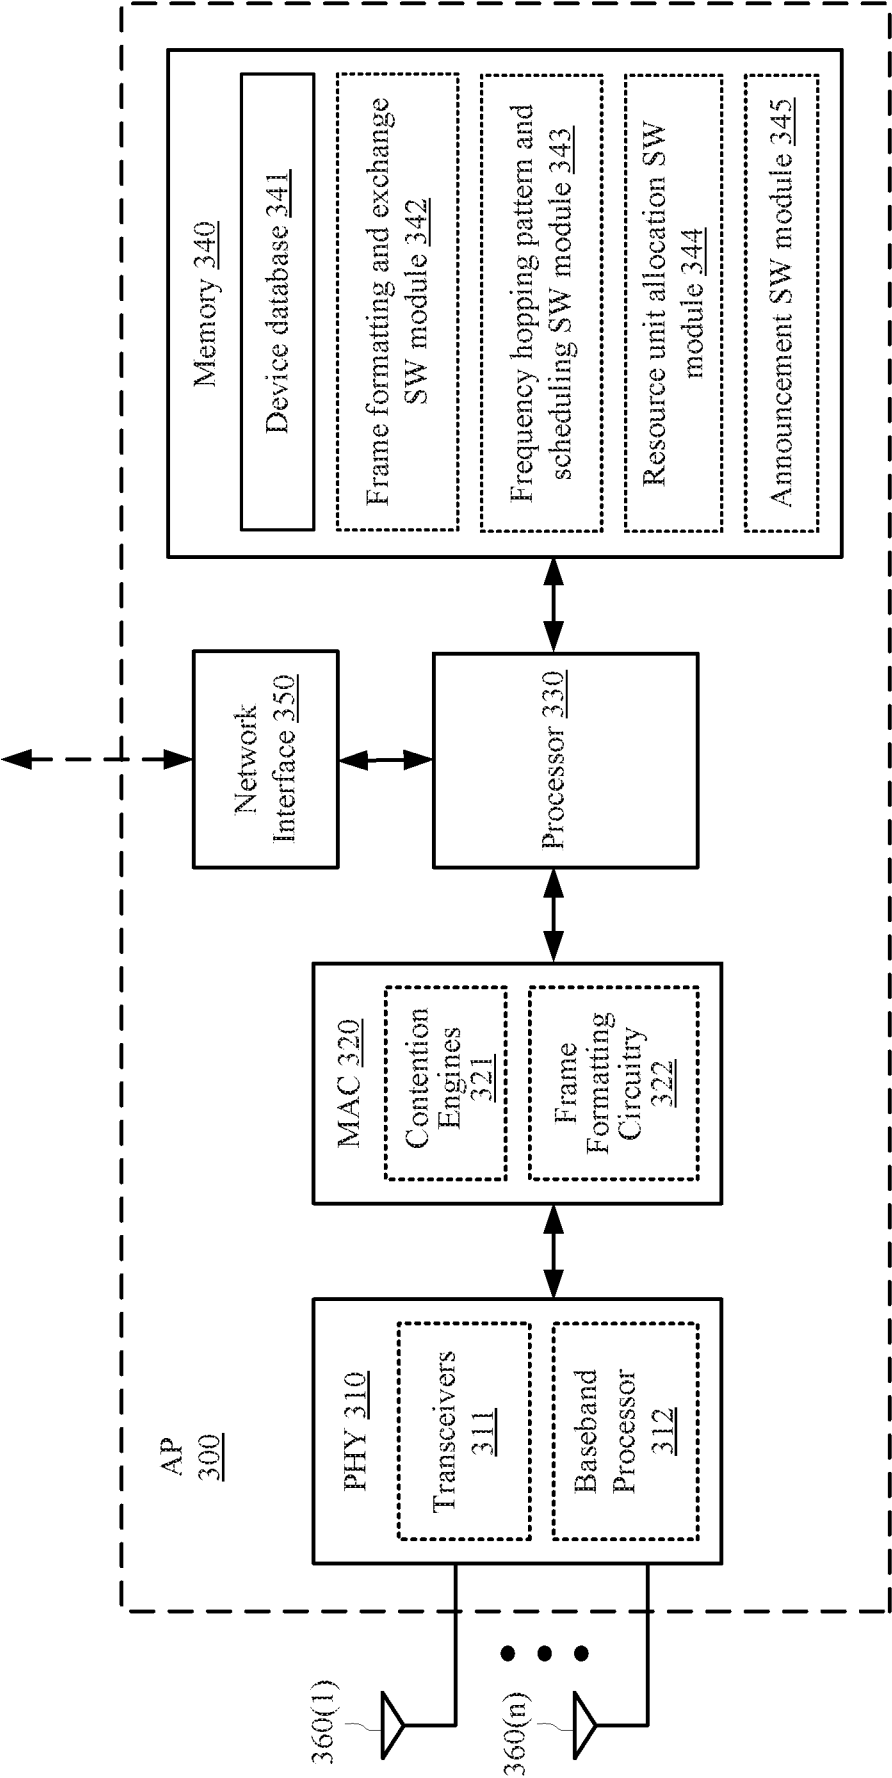 AP
300
360(1)
360(n)
PHY 310
Transceivers
311
Baseband
Processor
312
MAC 320
Contention
Engines
321
Frame
Formatting
Circuitry
322
Network
Interface 350
Processor 330
Memory 340
Device database 341
Frame formatting and exchange
SW module 342
Frequency hopping pattern and
scheduling SW module 343
Resource unit allocation SW
module 344
Announcement SW module 345